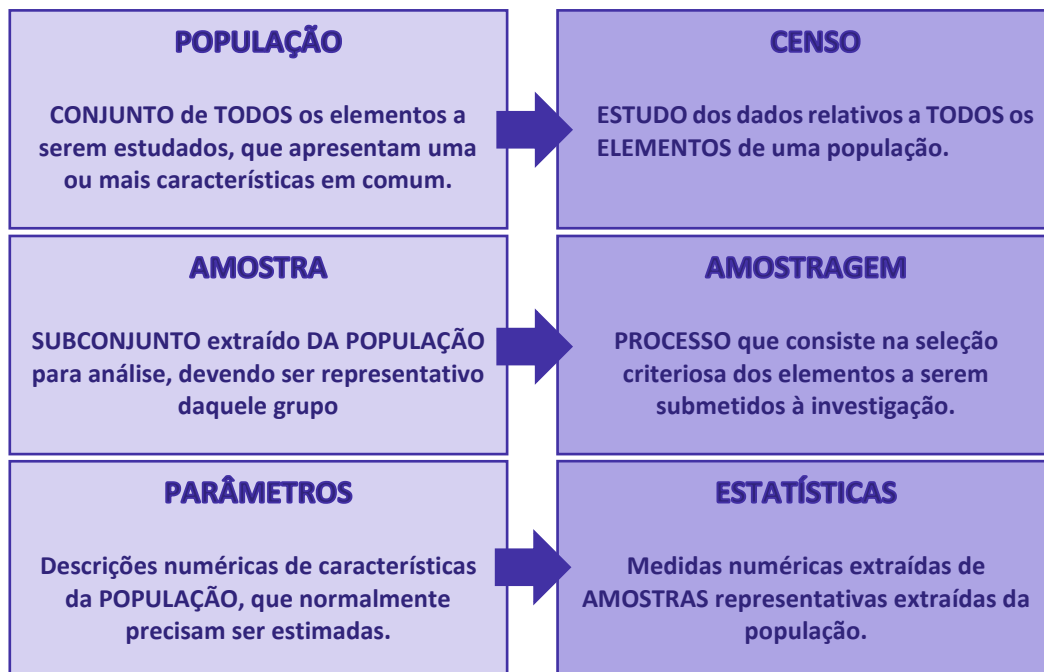 POPULAÇÃO
CONJUNTO de TODOS os elementos a
serem estudados, que apresentam uma
ou mais características em comum.
CENSO
ESTUDO dos dados relativos a TODOS os
ELEMENTOS de uma população.
AMOSTRA
SUBCONJUNTO extraído DA POPULAÇÃO
para análise, devendo ser representativo
daquele grupo
AMOSTRAGEM
PROCESSO que consiste na seleção
criteriosa dos elementos a serem
submetidos à investigação.
PARÂMETROS
Descrições numéricas de características
da POPULAÇÃO, que normalmente
precisam ser estimadas.
ESTATÍSTICAS
Medidas numéricas extraídas de
AMOSTRAS representativas extraídas da
população.